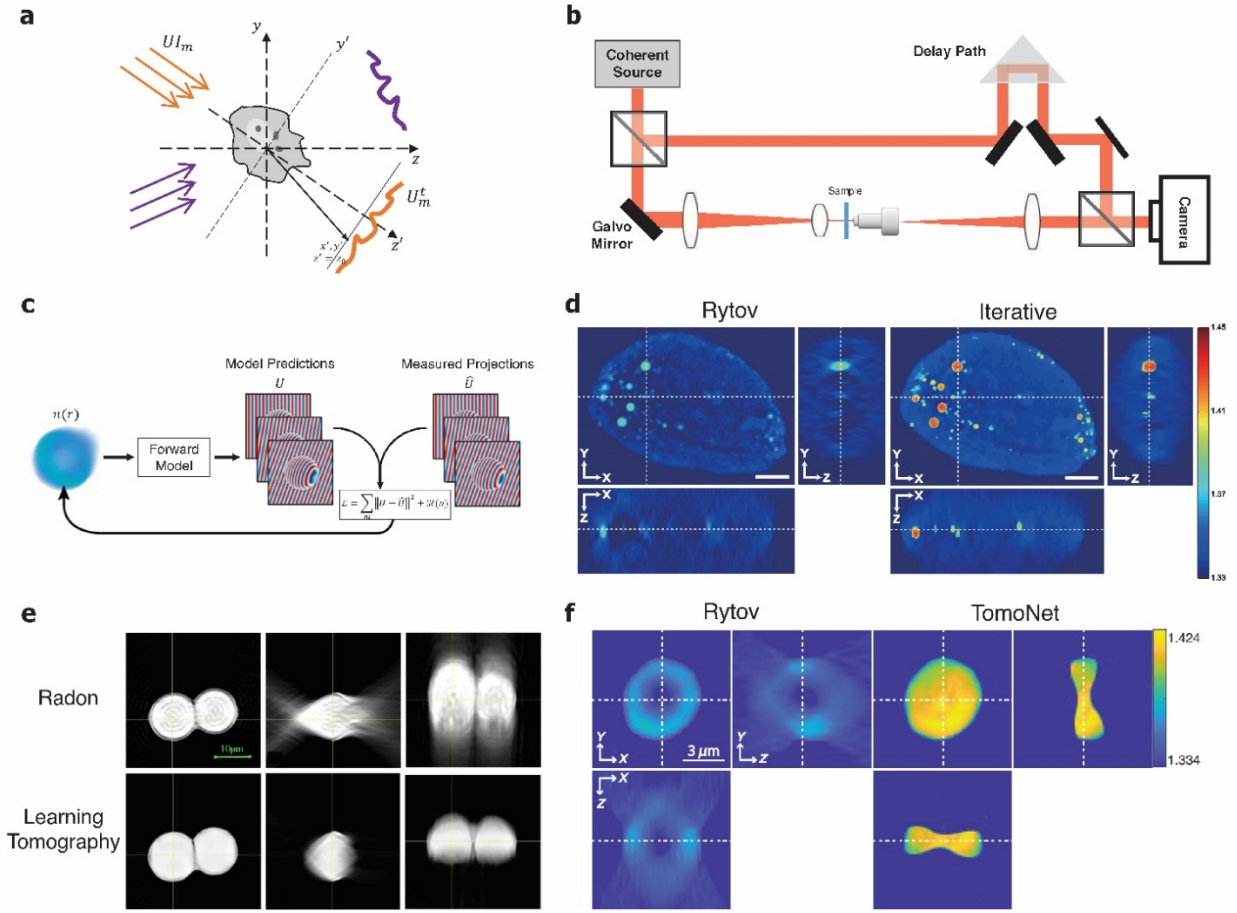 a
y
y'
UI_m
z
U_m^t
x', y'
z' = z_0
z'
b
Coherent
Source
Delay Path
Sample
Galvo
Mirror
Camera
c
Model Predictions
U
Measured Projections
Û
n(r)
Forward
Model
d
Rytov
Iterative
Y
X
Y
Z
Y
X
Y
Z
X
Z
X
Z
1.45
1.41
1.37
1.33
e
Radon
10μm
Learning
Tomography
f
Rytov
TomoNet
1.424
1.334
Y
X
3 μm
Y
Z
X
Z